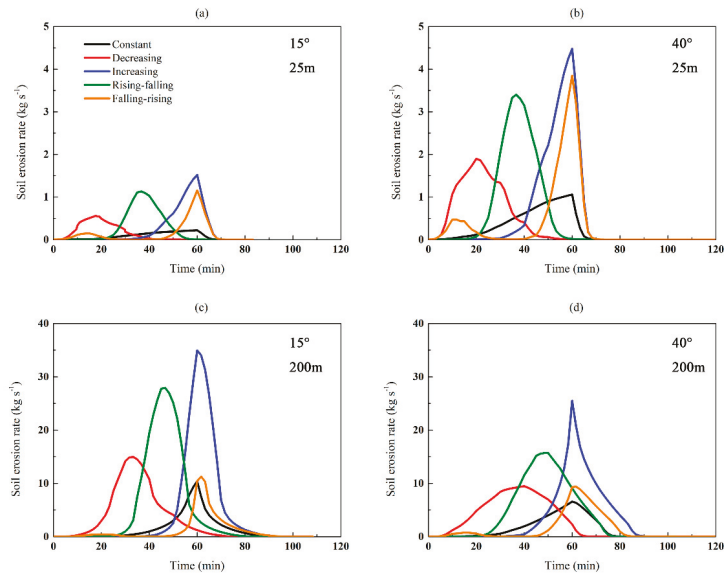 (a)
15°
25m
Constant
Decreasing
Increasing
Rising-falling
Falling-rising
Soil erosion rate (kg s⁻¹)
5
4
3
2
1
0
0 20 40 60 80 100 120
Time (min)
(b)
40°
25m
Soil erosion rate (kg s⁻¹)
5
4
3
2
1
0
0 20 40 60 80 100 120
Time (min)
(c)
15°
200m
Soil erosion rate (kg s⁻¹)
40
30
20
10
0
0 20 40 60 80 100 120
Time (min)
(d)
40°
200m
Soil erosion rate (kg s⁻¹)
40
30
20
10
0
0 20 40 60 80 100 120
Time (min)